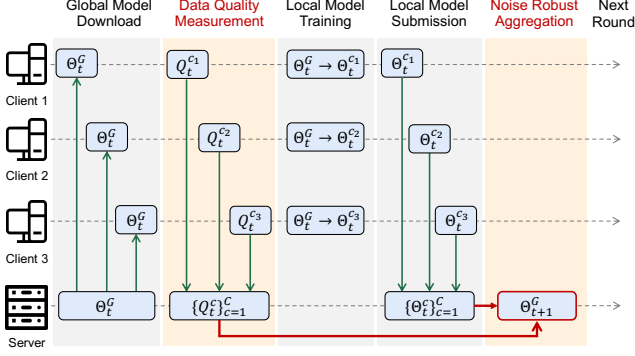 Global Model
Download
Data Quality
Measurement
Local Model
Training
Local Model
Submission
Noise Robust
Aggregation
Next
Round
Client 1
Θ_t^G
Q_t^{c_1}
Θ_t^G → Θ_t^{c_1}
Θ_t^{c_1}
Client 2
Θ_t^G
Q_t^{c_2}
Θ_t^G → Θ_t^{c_2}
Θ_t^{c_2}
Client 3
Θ_t^G
Q_t^{c_3}
Θ_t^G → Θ_t^{c_3}
Θ_t^{c_3}
Server
Θ_t^G
{Q_t^c}_{c=1}^C
{Θ_t^c}_{c=1}^C
Θ_{t+1}^G